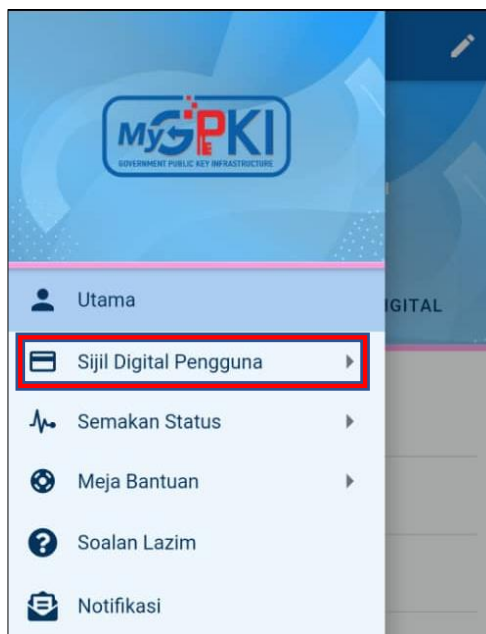 MyGPKI
GOVERNMENT PUBLIC KEY INFRASTRUCTURE
Utama
IGITAL
Sijil Digital Pengguna
Semakan Status
Meja Bantuan
Soalan Lazim
Notifikasi